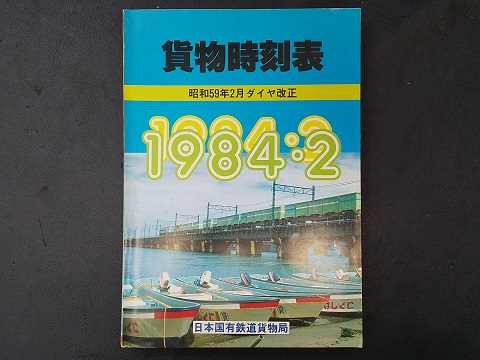 貨物時刻表
昭和59年2月ダイヤ改正
1984・2
日本国有鉄道貨物局